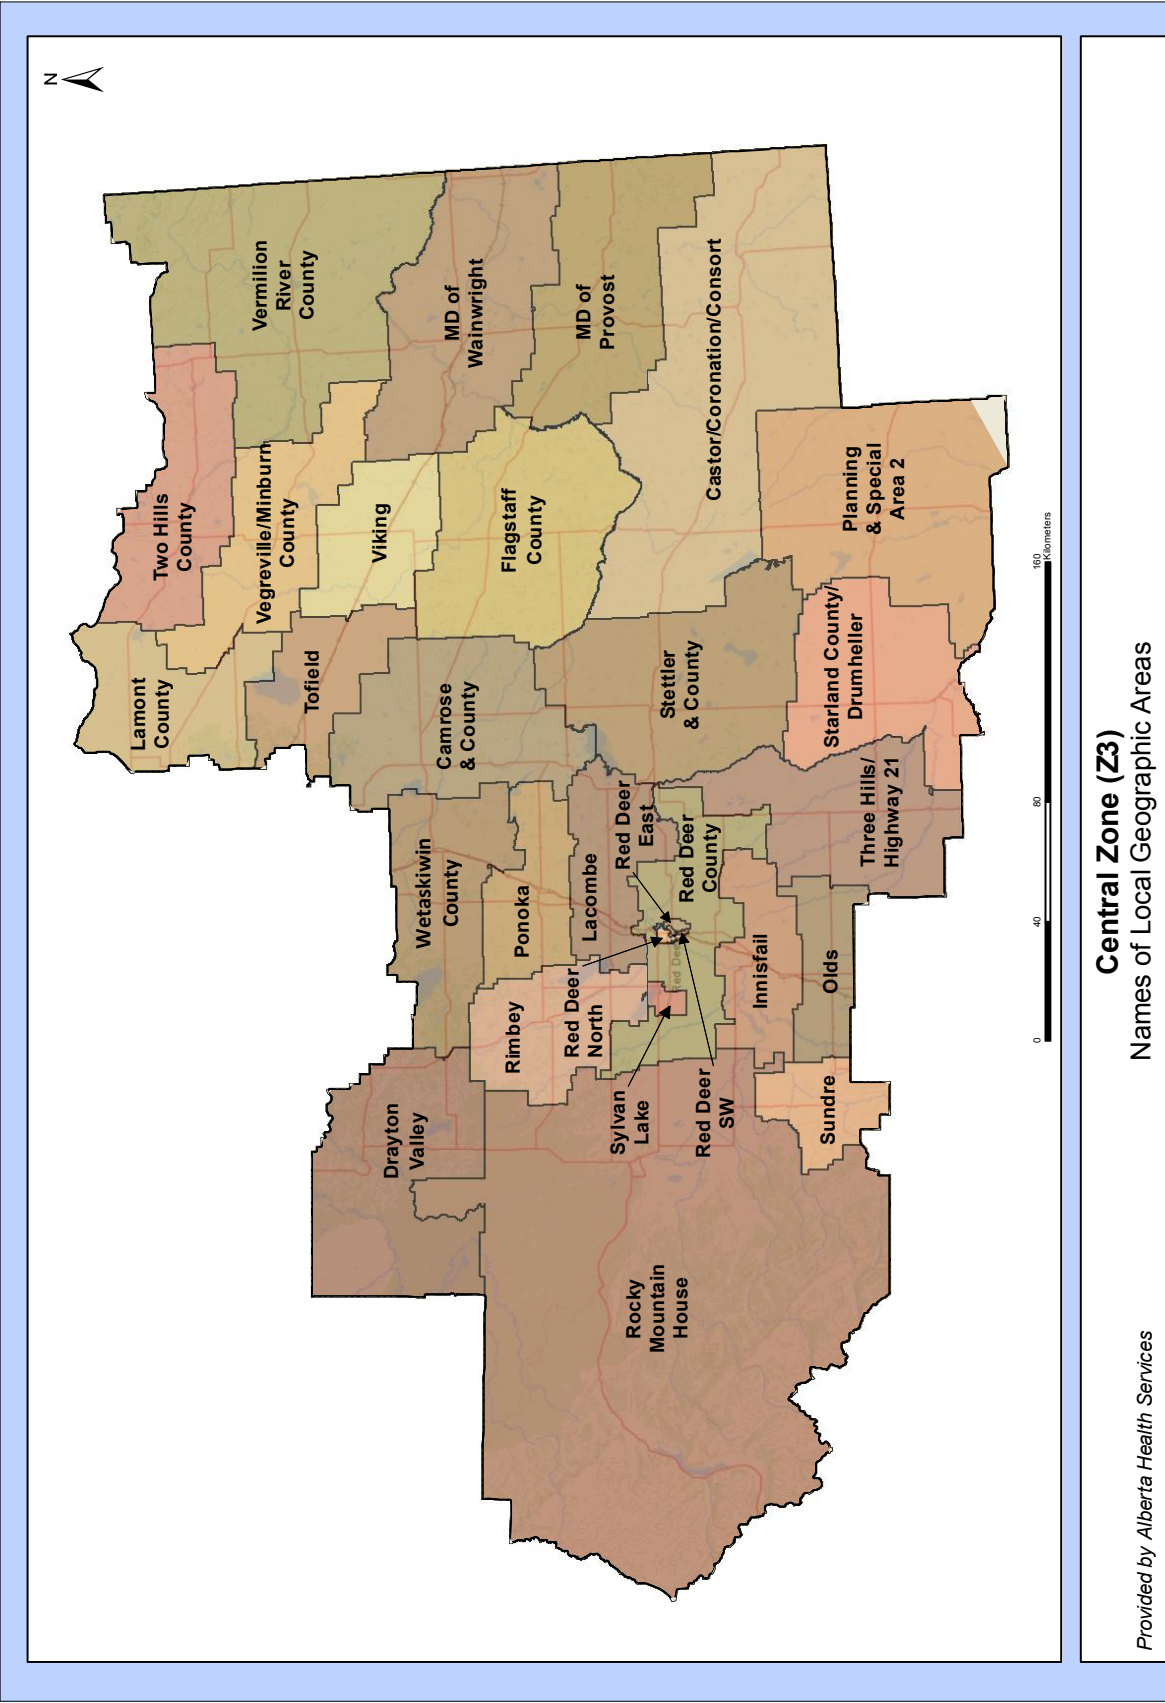 N
Two Hills
County
Vermilion
River
County
Lamont
County
Vegreville/Minburn
County
Viking
MD of
Wainwright
Tofield
Flagstaff
County
MD of
Provost
Camrose
& County
Wetaskiwin
County
Drayton
Valley
Ponoka
Rimbey
Lacombe
Red Deer
North
Red Deer
East
Red Deer
County
Stettler
& County
Castor/Coronation/Consort
Sylvan
Lake
Red Deer
SW
Red Deer
Rocky
Mountain
House
Innisfail
Olds
Sundre
Three Hills/
Highway 21
Starland County/
Drumheller
Planning
& Special
Area 2
0 40 80 160
Kilometers
Central Zone (Z3)
Names of Local Geographic Areas
Provided by Alberta Health Services